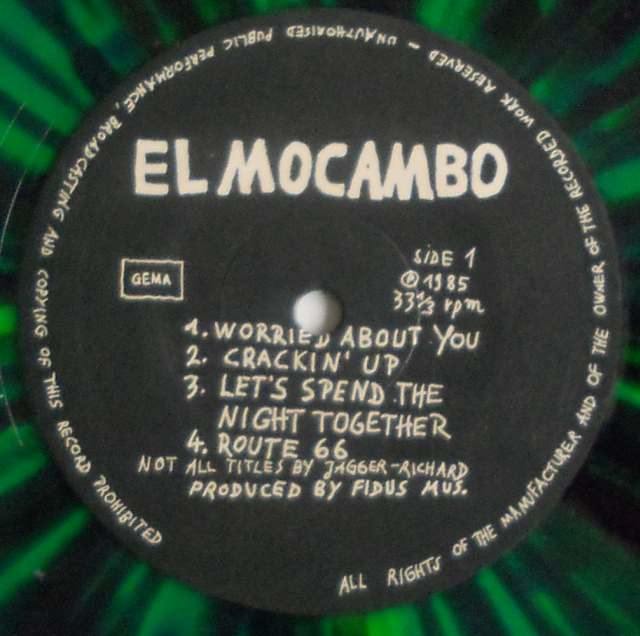 EL MOCAMBO
SiDE 1
GEMA
Ⓟ 1985
33 1/3 rpm
1. WORRIED ABOUT YOU
2. CRACKIN' UP
3. LET'S SPEND THE
NIGHT TOGETHER
4. ROUTE 66
NOT ALL TITLES BY JAGGER-RICHARD
PRODUCED BY FIDUS MUS.
ALL RIGHTS OF THE MANUFACTURER AND OF THE OWNER OF THE RECORDED WORK RESERVED – UNAUTHORISED PUBLIC PERFORMANCE, BROADCASTING AND COPYING OF THIS RECORD PROHIBITED